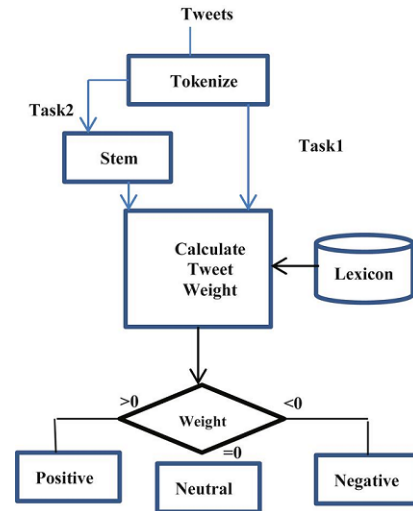 Tweets
Tokenize
Task2
Task1
Stem
Calculate
Tweet
Weight
Lexicon
>0
<0
Weight
=0
Positive
Neutral
Negative